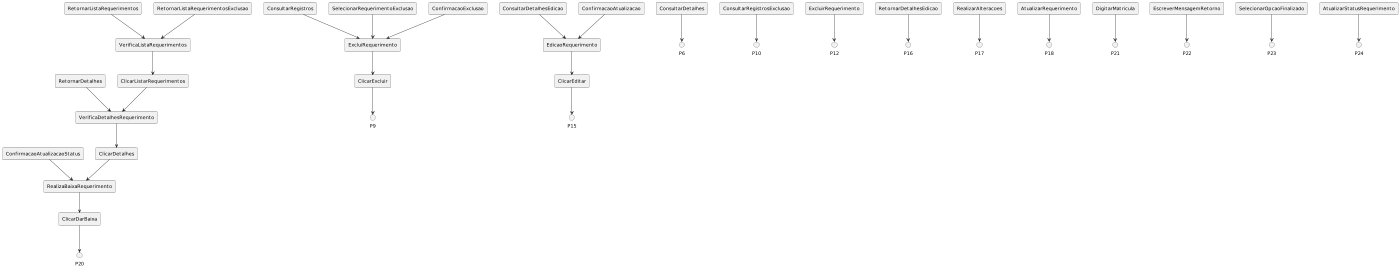 RetornarListaRequerimentos
RetornarListaRequerimentosExclusao
ConsultarRegistros
SelecionarRequerimentoExclusao
ConfirmacaoExclusao
ConsultarDetalhesEdicao
ConfirmacaoAtualizacao
ConsultarDetalhes
ConsultarRegistrosExclusao
ExcluirRequerimento
RetornarDetalhesEdicao
RealizarAlteracoes
AtualizarRequerimento
DigitarMatricula
EscreverMensagemRetorno
SelecionarOpcaoFinalizado
AtualizarStatusRequerimento
VerificaListaRequerimentos
ExcluiRequerimento
EdicaoRequerimento
P6
P10
P12
P16
P17
P18
P21
P22
P23
P24
RetornarDetalhes
ClicarListarRequerimentos
ClicarExcluir
ClicarEditar
VerificaDetalhesRequerimento
P9
P15
ConfirmacaoAtualizacaoStatus
ClicarDetalhes
RealizaBaixaRequerimento
ClicarDarBaixa
P20